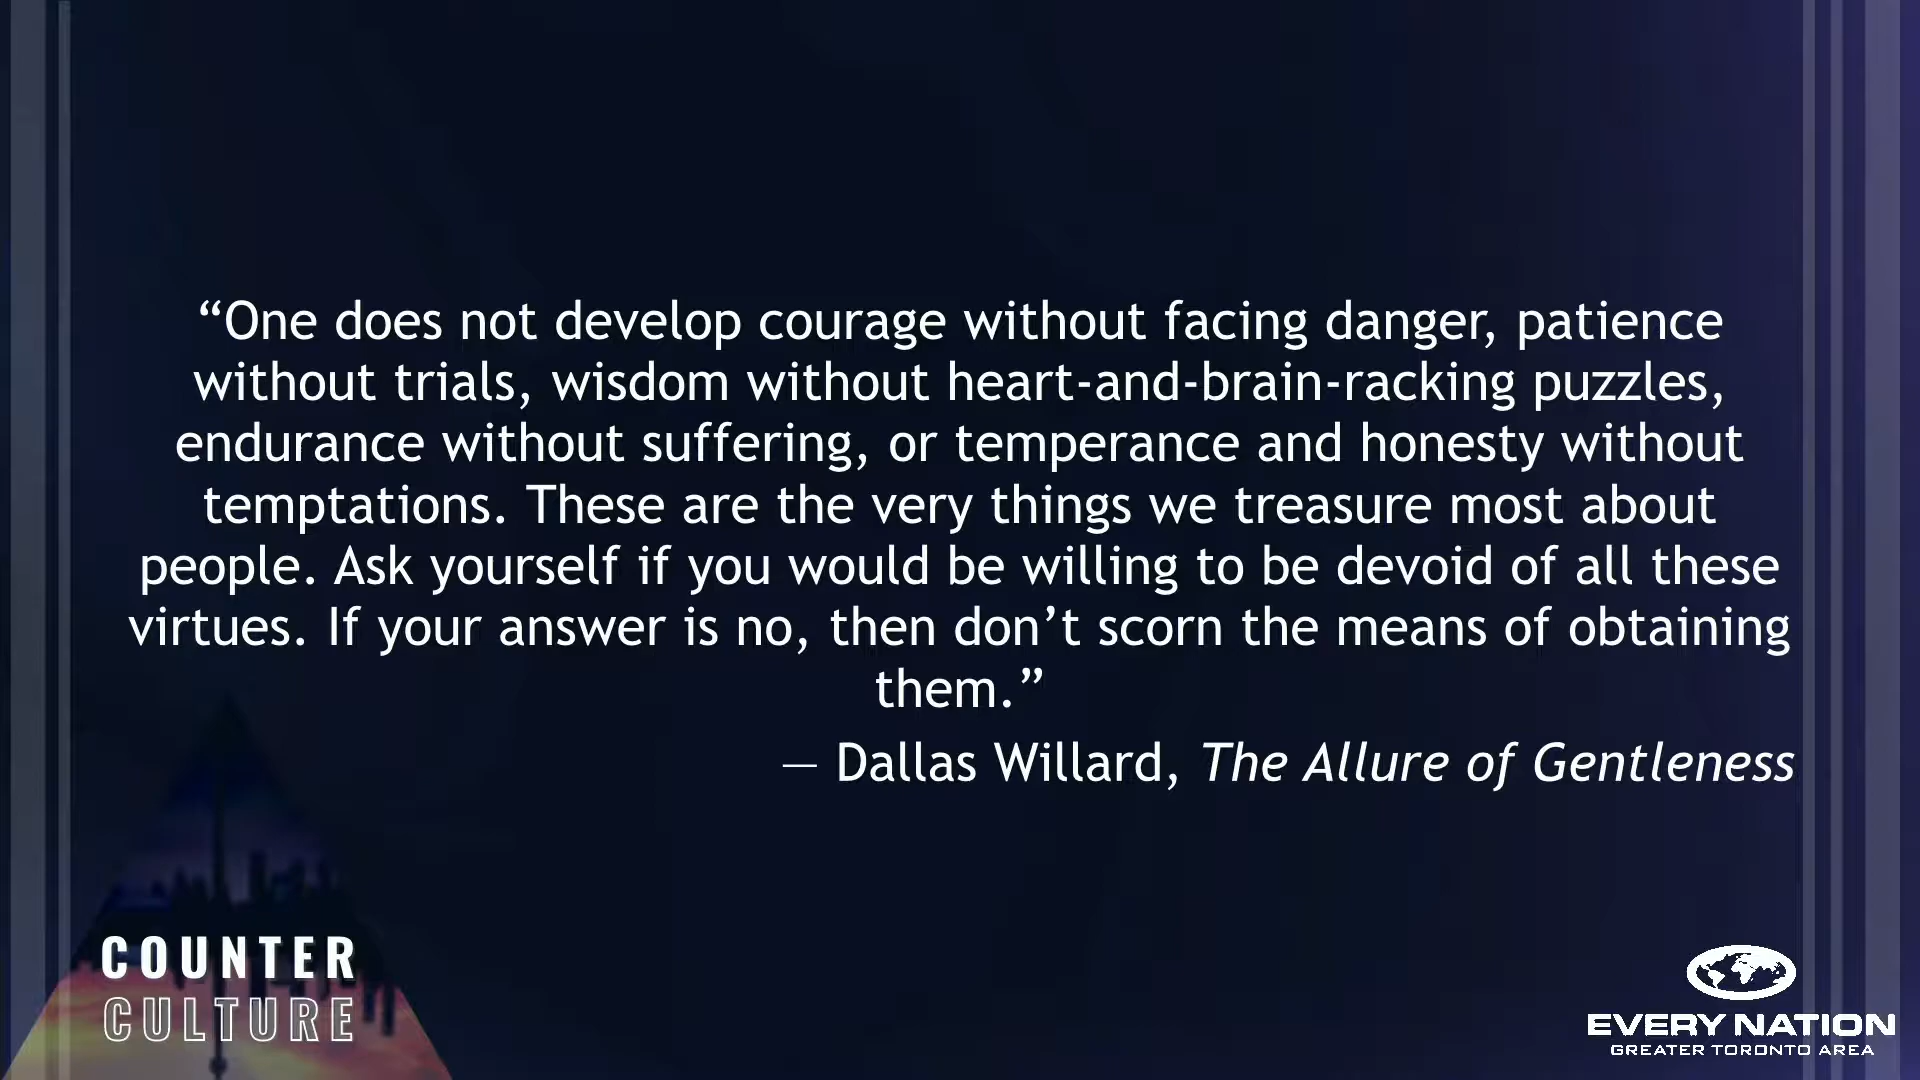 “One does not develop courage without facing danger, patience
without trials, wisdom without heart-and-brain-racking puzzles,
endurance without suffering, or temperance and honesty without
temptations. These are the very things we treasure most about
people. Ask yourself if you would be willing to be devoid of all these
virtues. If your answer is no, then don’t scorn the means of obtaining
them.”
— Dallas Willard, The Allure of Gentleness
COUNTER
CULTURE
EVERY NATION
GREATER TORONTO AREA